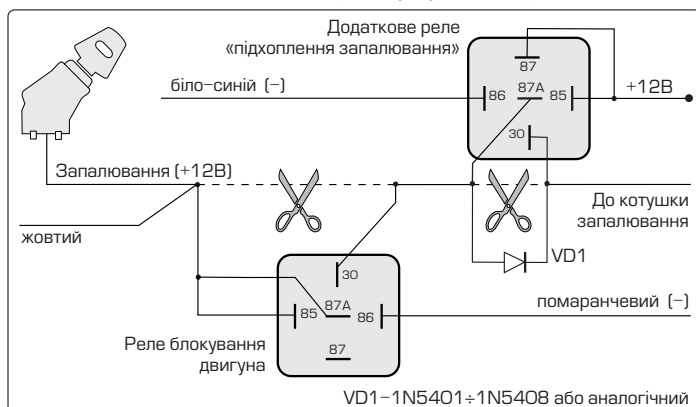 Додаткове реле
«підхоплення запалювання»
87
біло–синій (–)
86
87А
85
+12В
30
Запалювання (+12В)
До котушки
запалювання
жовтий
VD1
30
85
87А
86
помаранчевий (–)
Реле блокування
двигуна
87
VD1–1N5401÷1N5408 або аналогічний